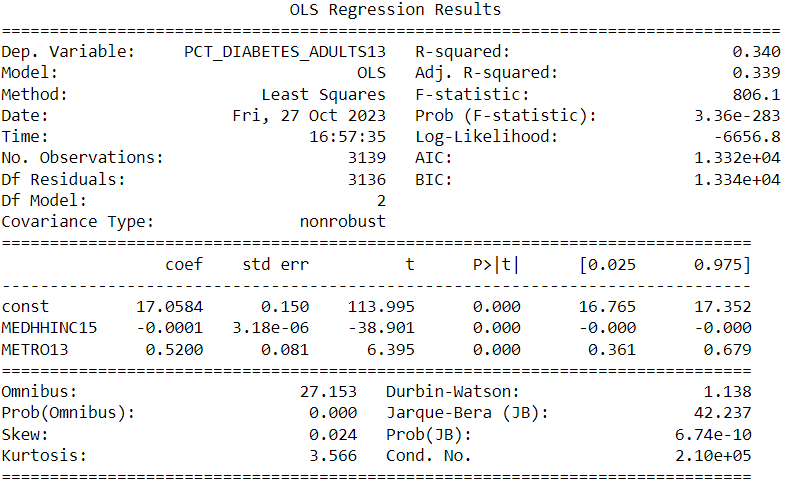 OLS Regression Results
==============================================================================
Dep. Variable:     PCT_DIABETES_ADULTS13   R-squared:                       0.340
Model:                               OLS   Adj. R-squared:                  0.339
Method:                    Least Squares   F-statistic:                     806.1
Date:                   Fri, 27 Oct 2023   Prob (F-statistic):          3.36e-283
Time:                           16:57:35   Log-Likelihood:                -6656.8
No. Observations:                   3139   AIC:                         1.332e+04
Df Residuals:                       3136   BIC:                         1.334e+04
Df Model:                              2
Covariance Type:               nonrobust
==============================================================================
coef    std err          t      P>|t|      [0.025      0.975]
------------------------------------------------------------------------------
const         17.0584      0.150    113.995      0.000      16.765      17.352
MEDHHINC15    -0.0001   3.18e-06    -38.901      0.000      -0.000      -0.000
METRO13        0.5200      0.081      6.395      0.000       0.361       0.679
==============================================================================
Omnibus:                       27.153   Durbin-Watson:                   1.138
Prob(Omnibus):                  0.000   Jarque-Bera (JB):               42.237
Skew:                           0.024   Prob(JB):                     6.74e-10
Kurtosis:                       3.566   Cond. No.                     2.10e+05
==============================================================================